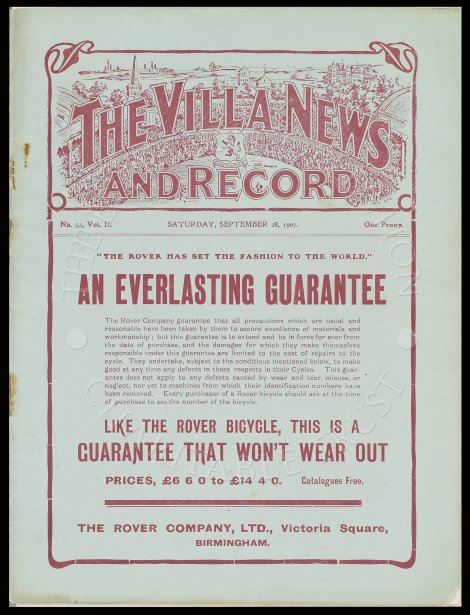 THE VILLA NEWS
AND RECORD
No. 52, Vol. II.
SATURDAY, SEPTEMBER 28, 1907.
One Penny.
"THE ROVER HAS SET THE FASHION TO THE WORLD."
AN EVERLASTING GUARANTEE
The Rover Company guarantee that all precautions which are usual and
reasonable have been taken by them to secure excellence of materials and
workmanship; but this guarantee is to extend and be in force for ever from
the date of purchase, and the damages for which they make themselves
responsible under this guarantee are limited to the cost of repairs to the
cycle. They undertake, subject to the conditions mentioned below, to make
good at any time any defects in these respects in their Cycles. This guar-
antee does not apply to any defects caused by wear and tear, misuse, or
neglect, nor yet to machines from which their identification numbers have
been removed. Every purchaser of a Rover bicycle should ask at the time
of purchase to see the number of the bicycle.
LIKE THE ROVER BICYCLE, THIS IS A
GUARANTEE THAT WON'T WEAR OUT
PRICES, £6 6 0 to £14 4 0. Catalogues Free.
THE ROVER COMPANY, LTD., Victoria Square,
BIRMINGHAM.
CHARITABLE TRUST